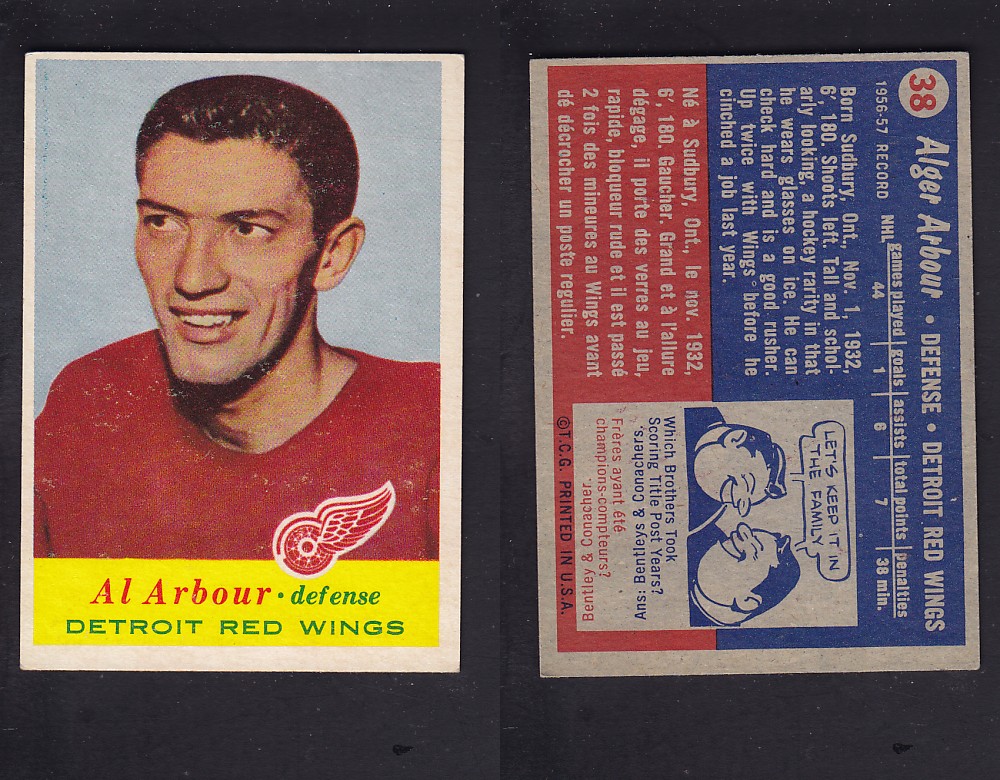 Al Arbour • defense
DETROIT RED WINGS
38 Alger Arbour • DEFENSE • DETROIT RED WINGS
1956-57 RECORD NHL games played goals assists total points penalties
44 1 6 7 38 min.
Born Sudbury, Ont., Nov. 1, 1932,
6', 180. Shoots left. Tall and schol-
arly looking, a hockey rarity in that
he wears glasses on ice. He can
check hard and is a good rusher.
Up twice with Wings before he
cinched a job last year.
Né à Sudbury, Ont., le nov. 1932,
6', 180. Gaucher. Grand et à l'allure
dégage, il porte des verres au jeu,
rapide, bloqueur rude et il est passé
2 fois des mineures au Wings avant
dé décrocher un poste regulier.
LET'S KEEP IT IN
THE FAMILY
Which Brothers Took
Scoring Title Post Years?
Ans: Bentleys & Conachers.
Frères ayant été
champions-compteurs?
Bentley & Conacher.
©T.C.G. PRINTED IN U.S.A.